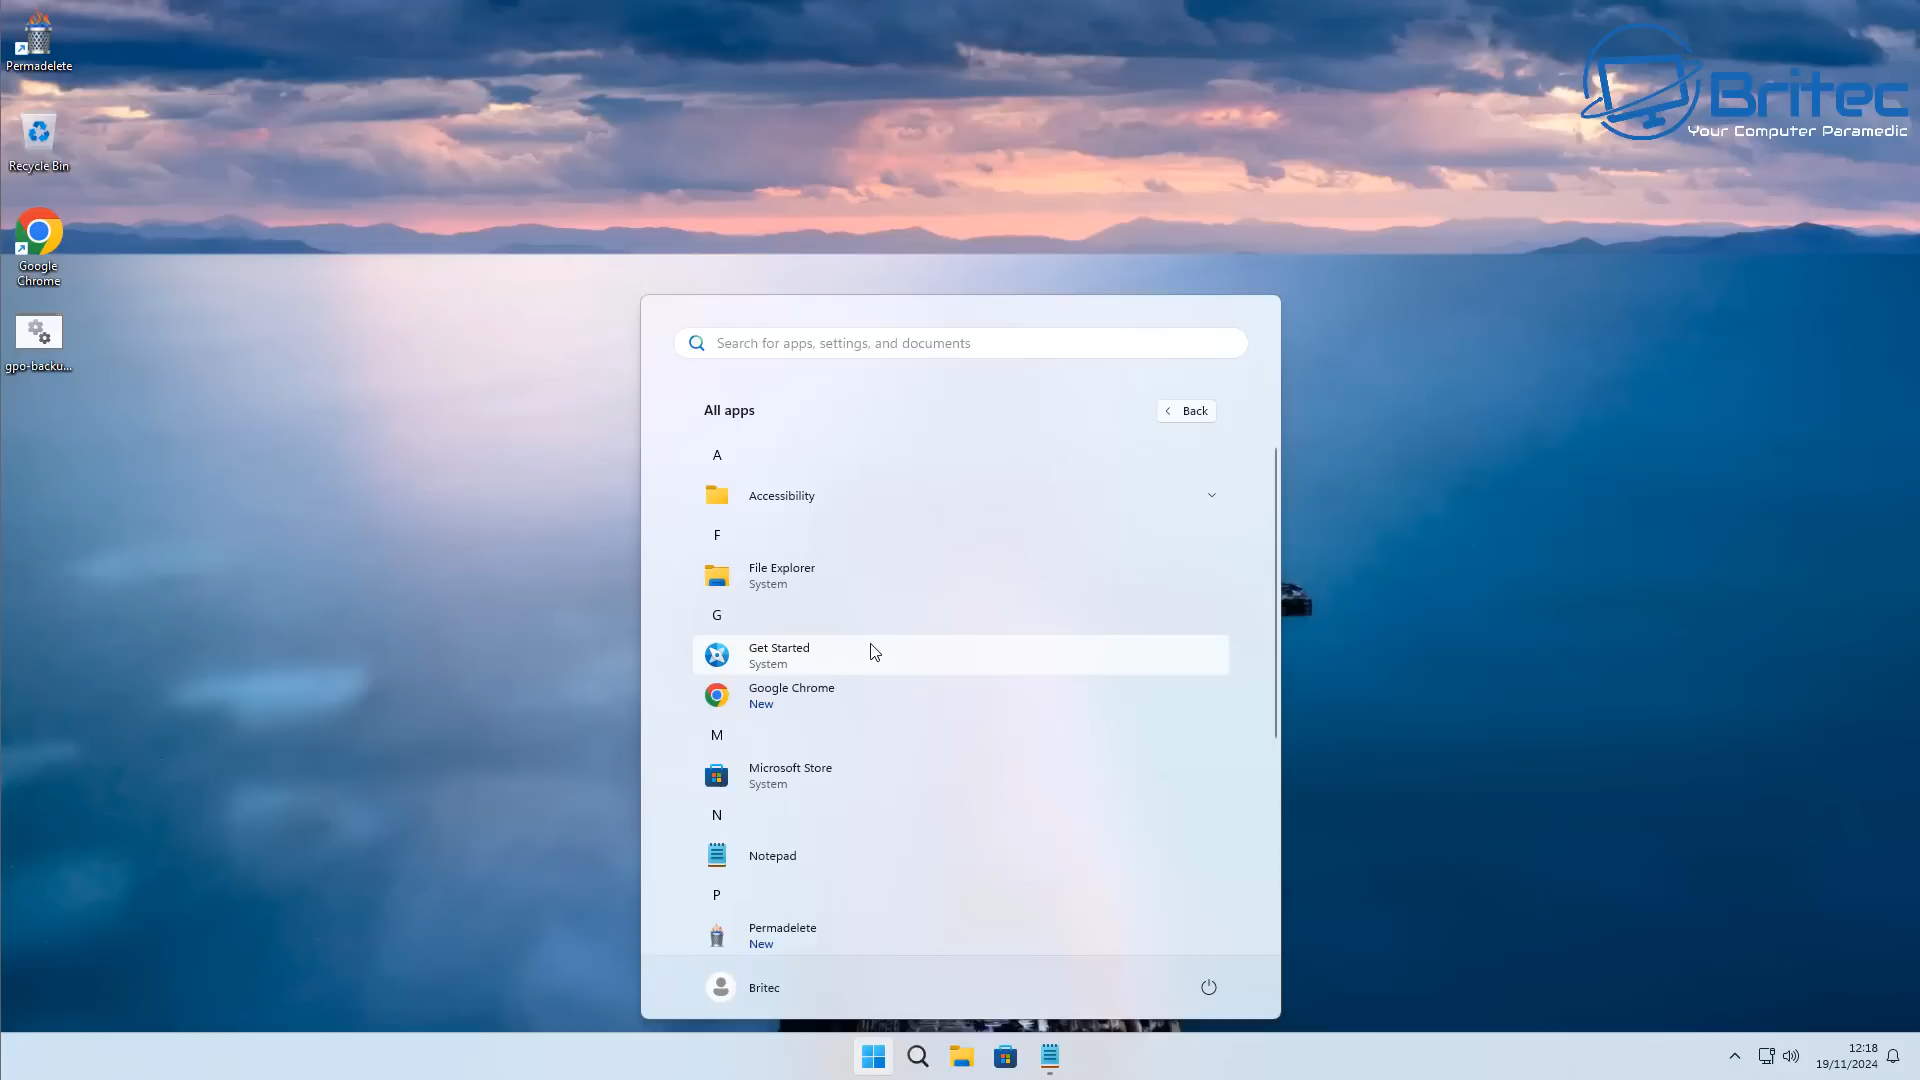 Permadelete
Recycle Bin
Google
Chrome
gpo-backu...
Britec
Your Computer Paramedic
Search for apps, settings, and documents
All apps
Back
A
Accessibility
F
File Explorer
System
G
Get Started
System
Google Chrome
New
M
Microsoft Store
System
N
Notepad
P
Permadelete
New
Britec
12:18
19/11/2024